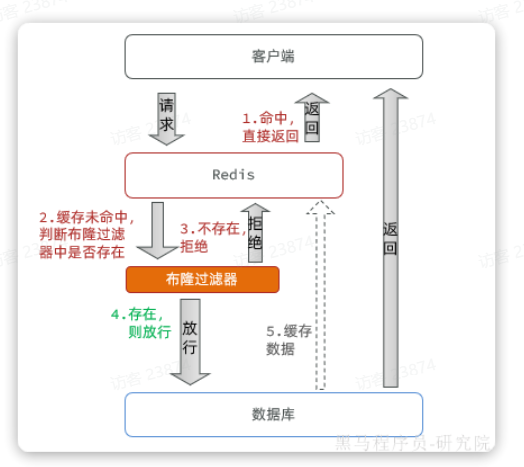 客户端
请
求
1.命中,
直接返回
返
回
Redis
2.缓存未命中,
判断布隆过滤
器中是否存在
3.不存在,
拒绝
拒
绝
布隆过滤器
4.存在,
则放行
放
行
5.缓存
数据
返
回
数据库
黑马程序员-研究院
访客 23874
访客 23874
访客 23874
访客 23874
访客 23874